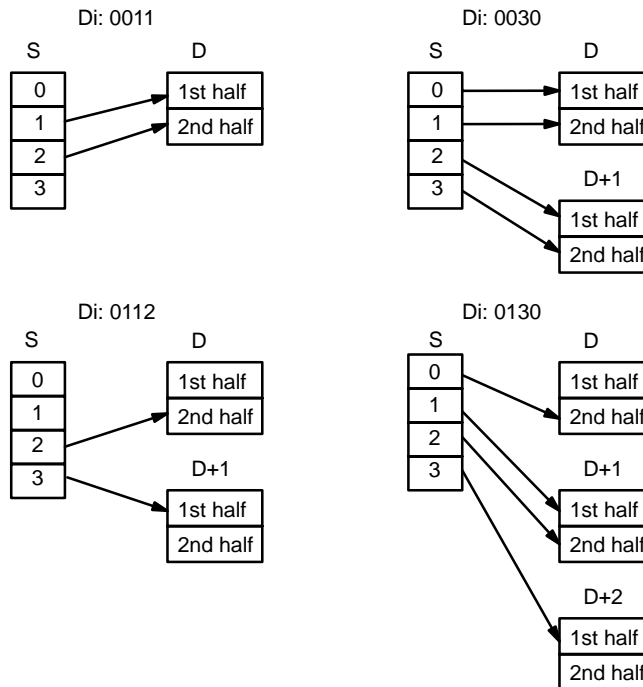 Di: 0011
S
D
0
1
2
3
1st half
2nd half
Di: 0030
S
D
0
1
2
3
1st half
2nd half
D+1
1st half
2nd half
Di: 0112
S
D
0
1
2
3
1st half
2nd half
D+1
1st half
2nd half
Di: 0130
S
D
0
1
2
3
1st half
2nd half
D+1
1st half
2nd half
D+2
1st half
2nd half